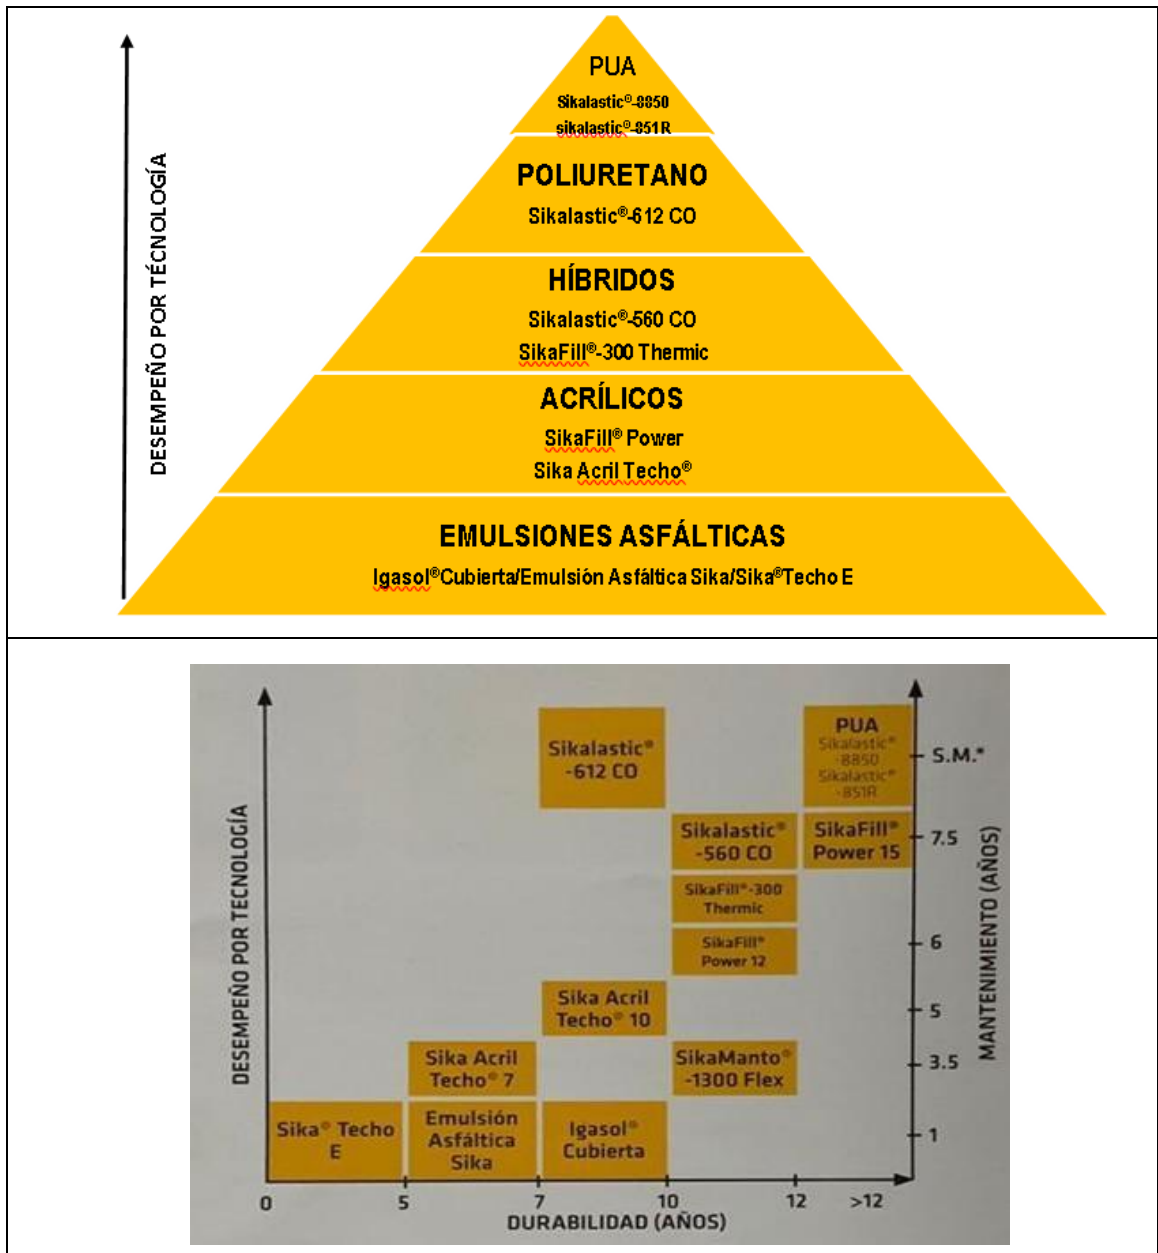 PUA
Sikalastic®-8850
sikalastic®-851R
POLIURETANO
Sikalastic®-612 CO
HÍBRIDOS
Sikalastic®-560 CO
SikaFill®-300 Thermic
ACRÍLICOS
SikaFill® Power
Sika Acril Techo®
EMULSIONES ASFÁLTICAS
Igasol®Cubierta/Emulsión Asfáltica Sika/Sika®Techo E
DESEMPEÑO POR TÉCNOLOGÍA
DESEMPEÑO POR TECNOLOGÍA
Sikalastic®
-612 CO
PUA
Sikalastic®
-8850
Sikalastic®
-851R
S.M.*
Sikalastic®
-560 CO
SikaFill®
Power 15
7.5
SikaFill®-300
Thermic
SikaFill®
Power 12
6
Sika Acril
Techo® 10
5
Sika Acril
Techo® 7
SikaManto®
-1300 Flex
3.5
Sika® Techo
E
Emulsión
Asfáltica
Sika
Igasol®
Cubierta
1
MANTENIMIENTO (AÑOS)
0 5 7 10 12 >12
DURABILIDAD (AÑOS)